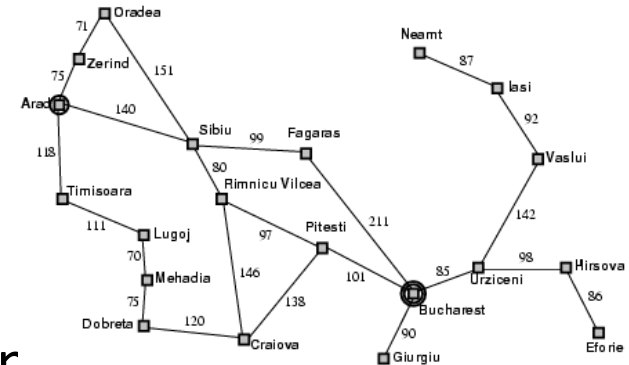 Oradea
71
Neamt
87
Zerind
75
151
Iasi
Arad
140
92
Sibiu
99
Fagaras
118
80
Vaslui
Timisoara
Rimnicu Vilcea
111
Lugoj
97
Pitesti
211
142
70
98
Hirsova
Mehadia
146
101
85
Urziceni
75
138
86
Bucharest
Dobreta
120
90
Craiova
Eforie
Giurgiu
r